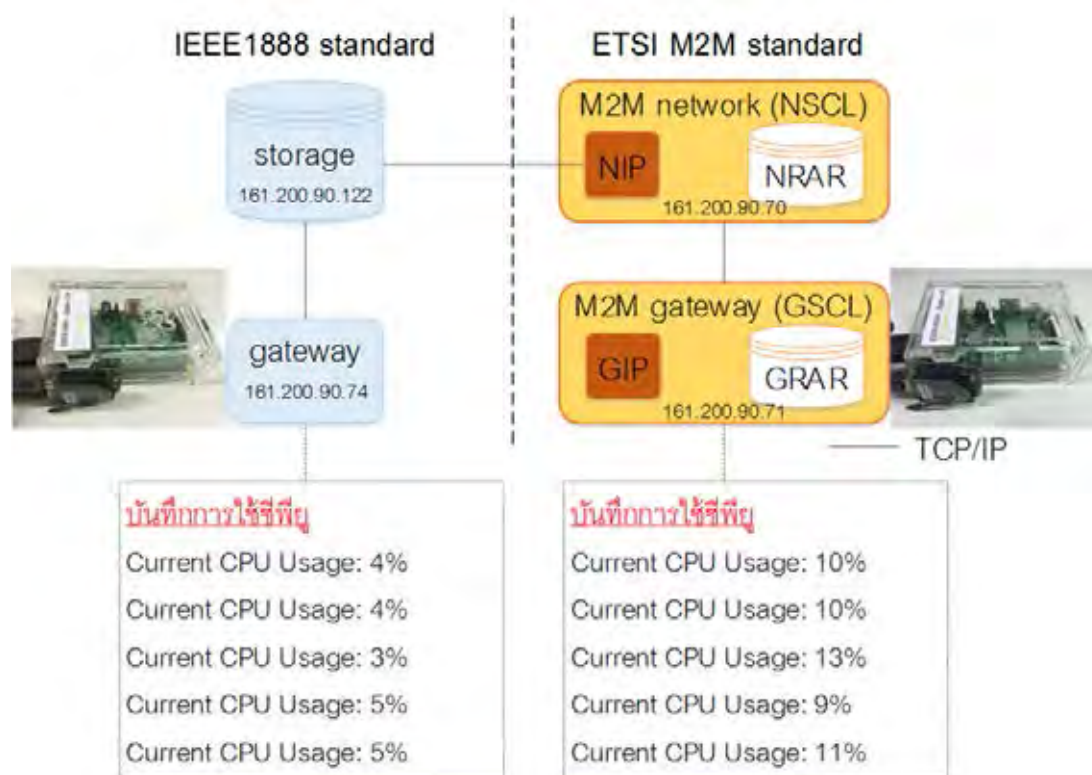 IEEE1888 standard
ETSI M2M standard
storage
161.200.90.122
M2M network (NSCL)
NIP
NRAR
161.200.90.70
gateway
161.200.90.74
M2M gateway (GSCL)
GIP
GRAR
161.200.90.71
TCP/IP
บันทึกการใช้ซีพียู
Current CPU Usage: 4%
Current CPU Usage: 4%
Current CPU Usage: 3%
Current CPU Usage: 5%
Current CPU Usage: 5%
บันทึกการใช้ซีพียู
Current CPU Usage: 10%
Current CPU Usage: 10%
Current CPU Usage: 13%
Current CPU Usage: 9%
Current CPU Usage: 11%